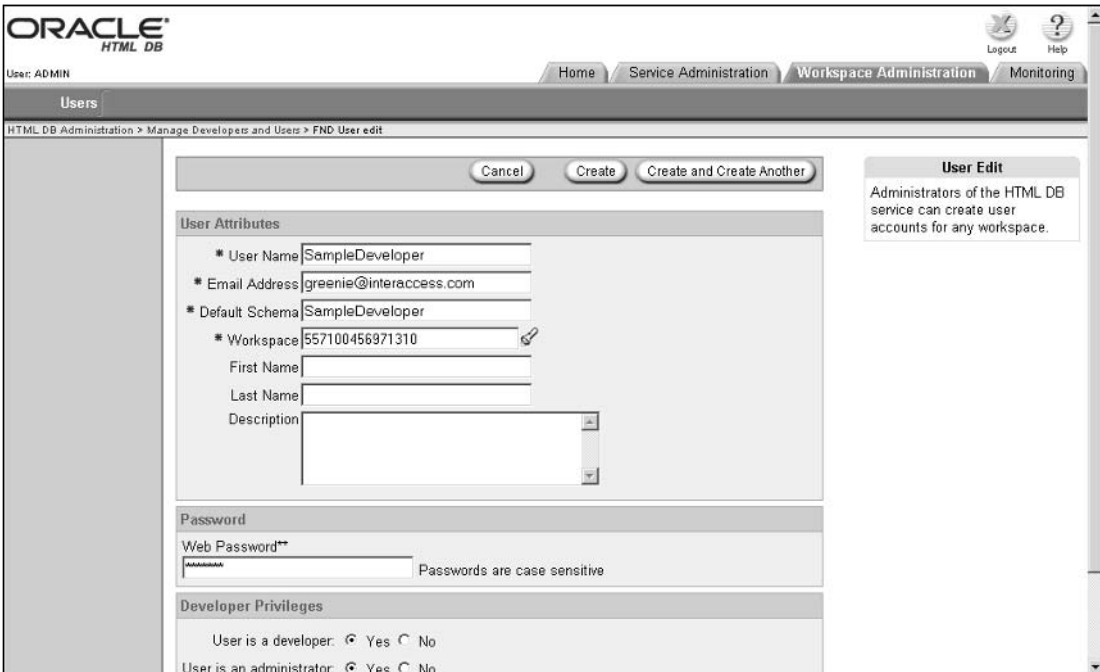 ORACLE
HTML DB
Logout
Help
User: ADMIN
Home
Service Administration
Workspace Administration
Monitoring
Users
HTML DB Administration > Manage Developers and Users > FND User edit
Cancel
Create
Create and Create Another
User Edit
Administrators of the HTML DB
service can create user
accounts for any workspace.
User Attributes
* User Name SampleDeveloper
* Email Address greenie@interaccess.com
* Default Schema SampleDeveloper
* Workspace 557100456971310
First Name
Last Name
Description
Password
Web Password**
********
Passwords are case sensitive
Developer Privileges
User is a developer: Yes No
User is an administrator: Yes No